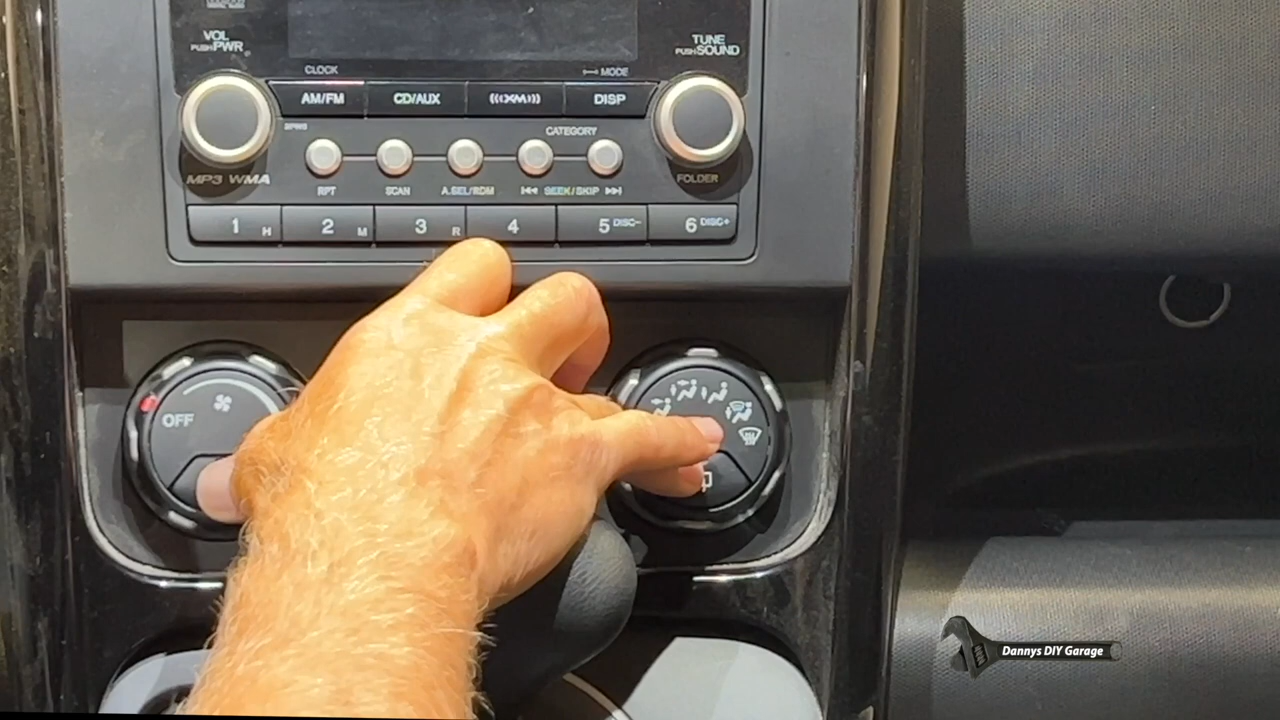 VOL
PUSH PWR
TUNE
PUSH SOUND
CLOCK
MODE
AM/FM
CD/AUX
((XM))
DISP
CATEGORY
MP3 WMA
RPT
SCAN
A.SEL/RDM
SEEK/SKIP
FOLDER
1 H
2 M
3 R
4
5 DISC-
6 DISC+
OFF
Dannys DIY Garage